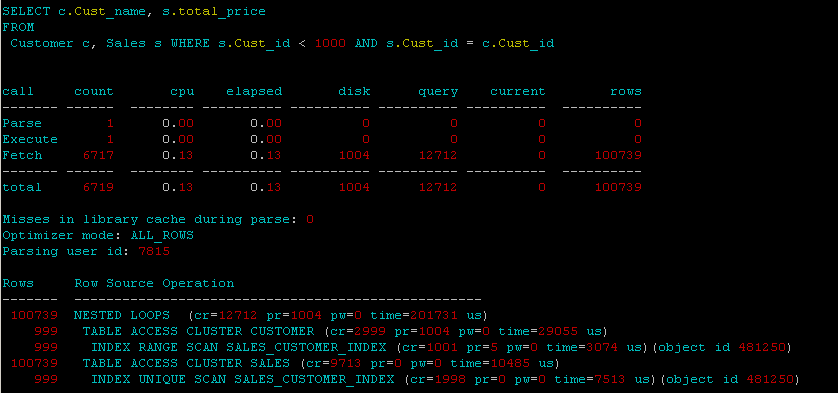 SELECT c.Cust_name, s.total_price
FROM
 Customer c, Sales s WHERE s.Cust_id < 1000 AND s.Cust_id = c.Cust_id
call     count       cpu    elapsed       disk      query    current        rows
------- ------  -------- ---------- ---------- ---------- ----------  ----------
Parse        1      0.00       0.00          0          0          0           0
Execute      1      0.00       0.00          0          0          0           0
Fetch     6717      0.13       0.13       1004      12712          0      100739
------- ------  -------- ---------- ---------- ---------- ----------  ----------
total     6719      0.13       0.13       1004      12712          0      100739
Misses in library cache during parse: 0
Optimizer mode: ALL_ROWS
Parsing user id: 7815
Rows     Row Source Operation
-------  ---------------------------------------------------
 100739  NESTED LOOPS  (cr=12712 pr=1004 pw=0 time=201731 us)
    999   TABLE ACCESS CLUSTER CUSTOMER (cr=2999 pr=1004 pw=0 time=29055 us)
    999    INDEX RANGE SCAN SALES_CUSTOMER_INDEX (cr=1001 pr=5 pw=0 time=3074 us)(object id 481250)
 100739   TABLE ACCESS CLUSTER SALES (cr=9713 pr=0 pw=0 time=10485 us)
    999    INDEX UNIQUE SCAN SALES_CUSTOMER_INDEX (cr=1998 pr=0 pw=0 time=7513 us)(object id 481250)